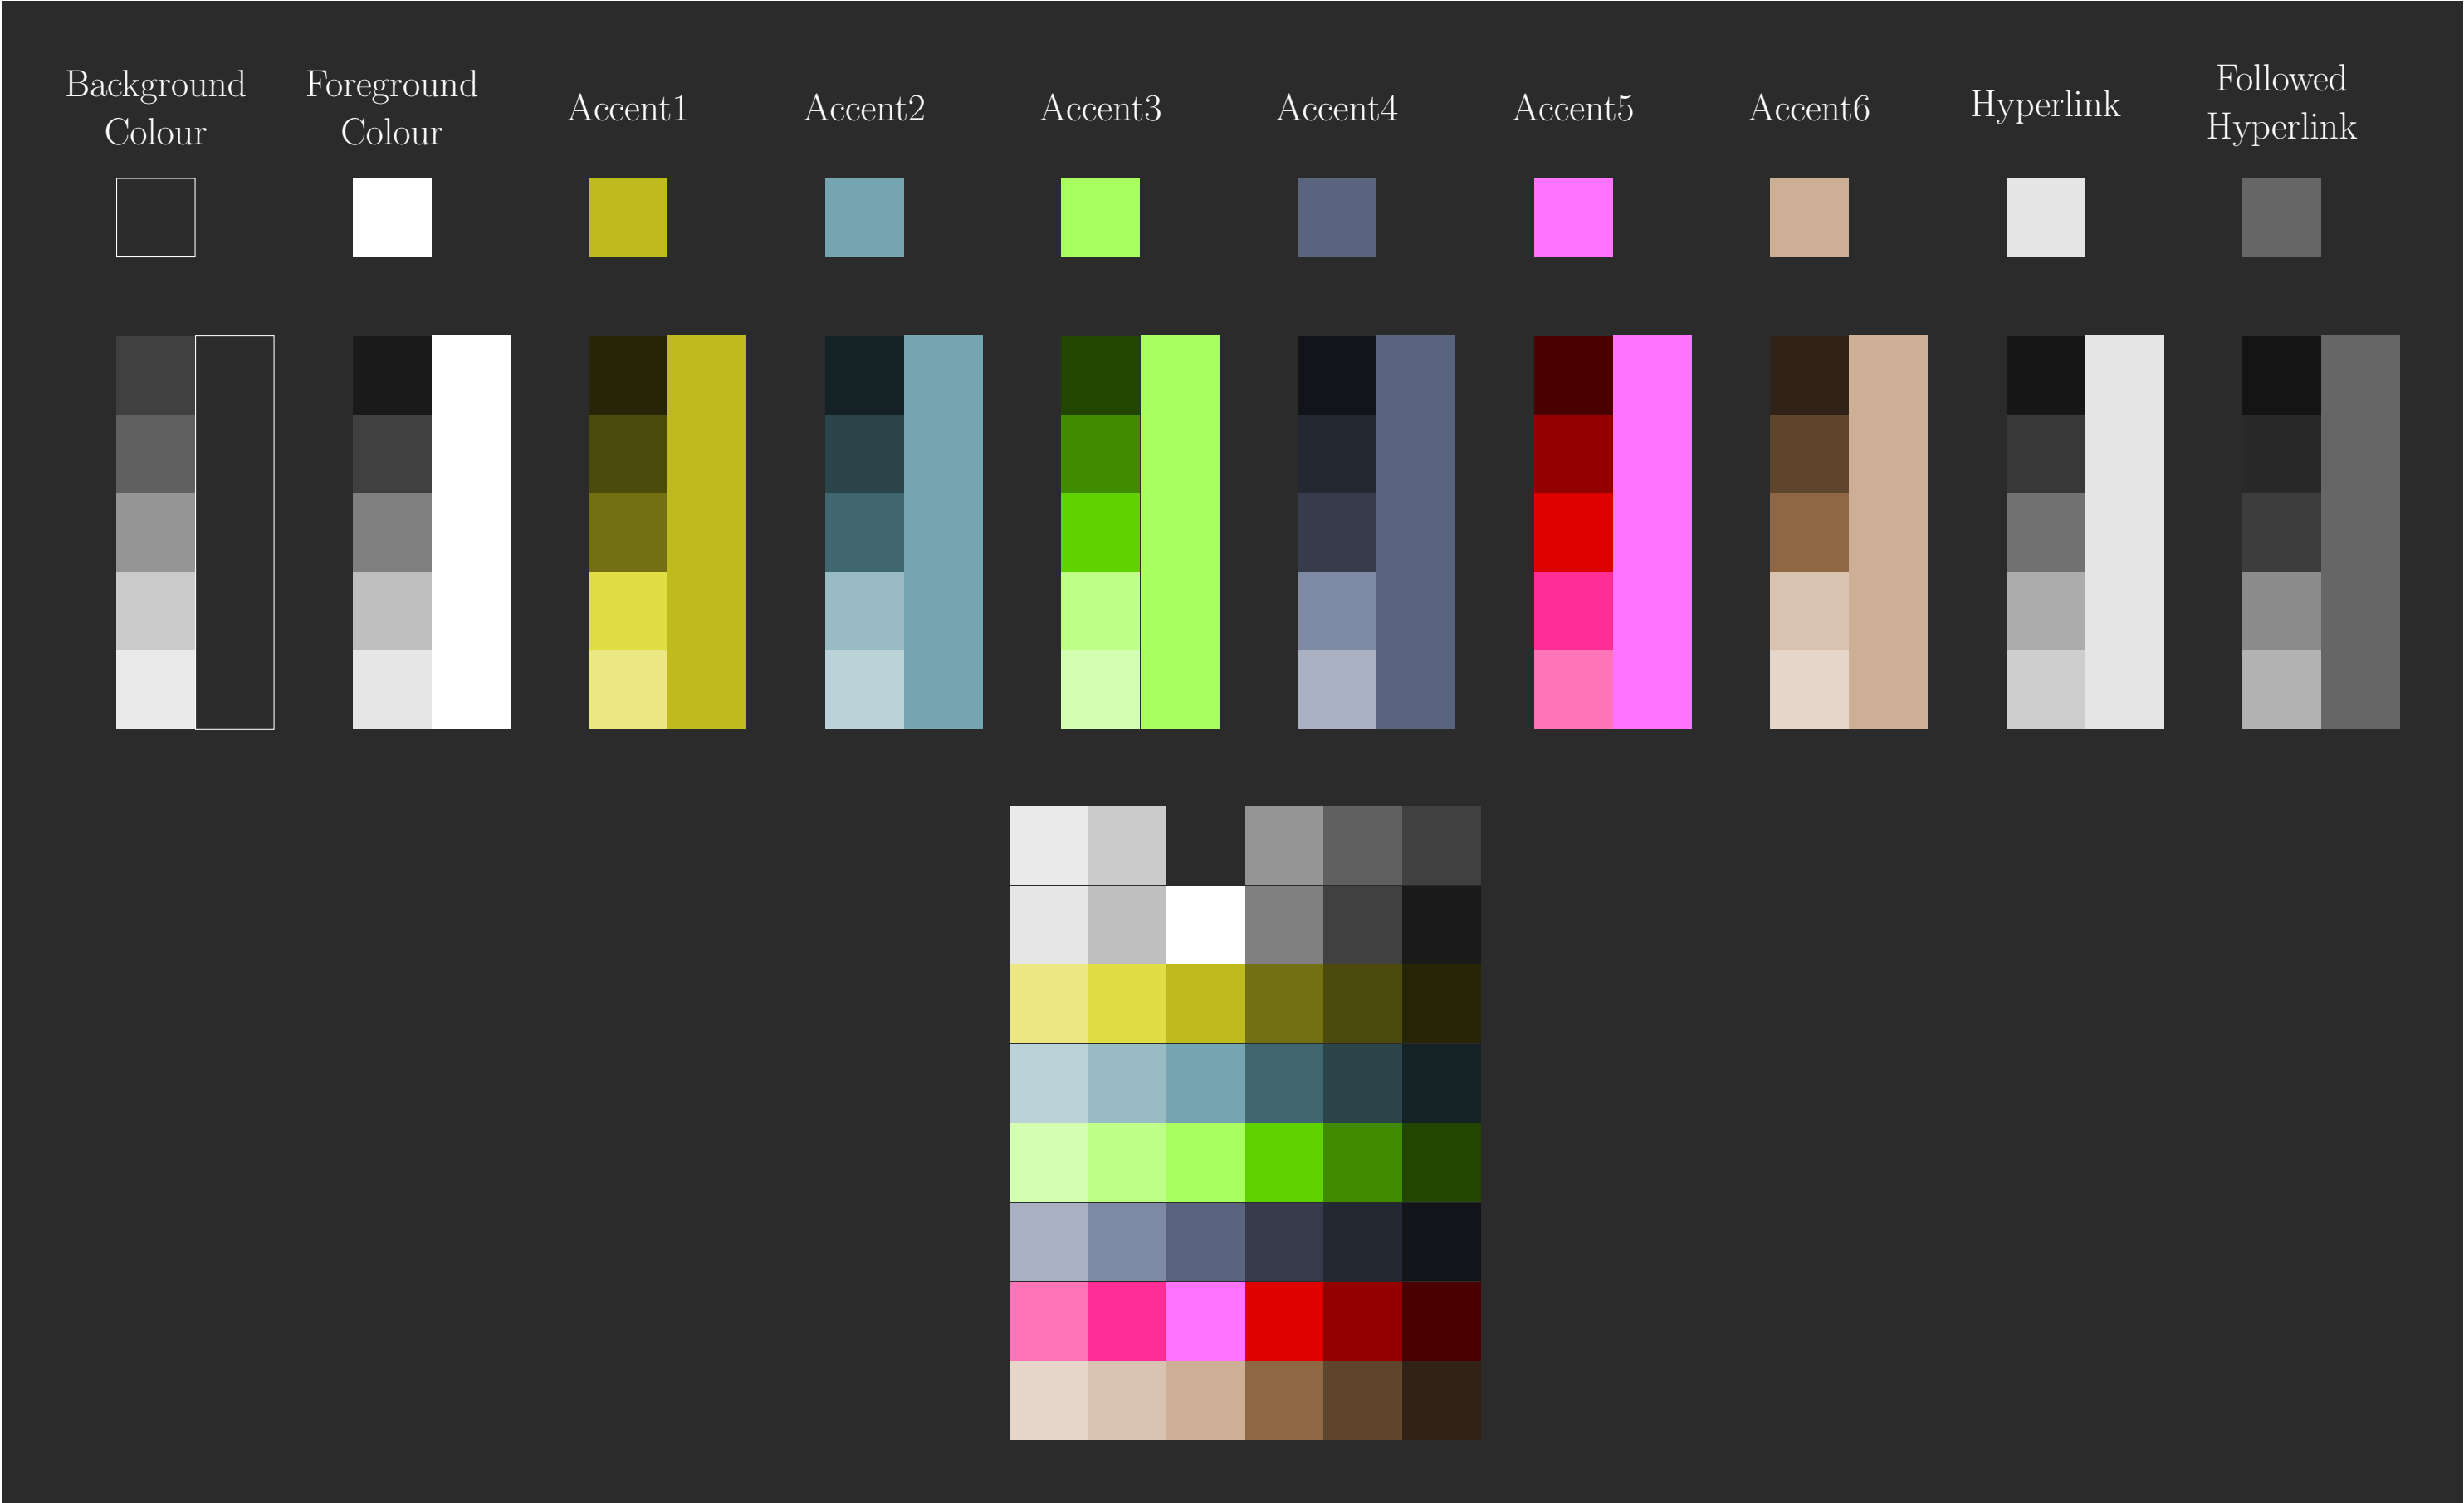 Background
Colour
Foreground
Colour
Accent1
Accent2
Accent3
Accent4
Accent5
Accent6
Hyperlink
Followed
Hyperlink